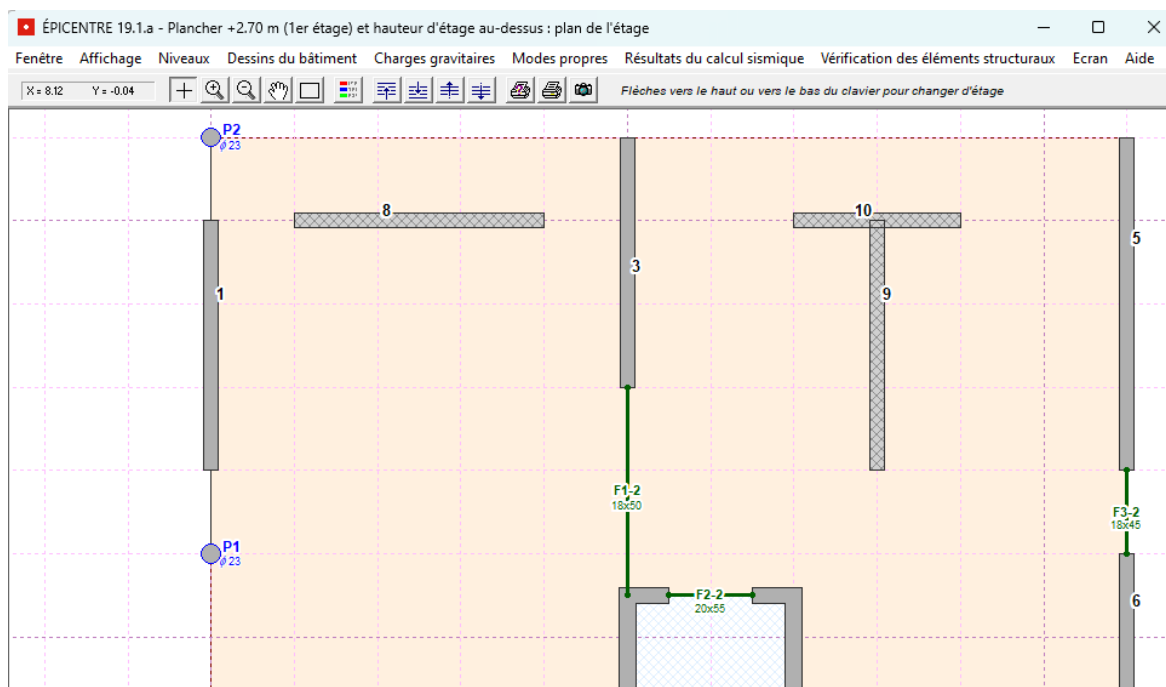 ÉPICENTRE 19.1.a - Plancher +2.70 m (1er étage) et hauteur d'étage au-dessus : plan de l'étage
Fenêtre Affichage Niveaux Dessins du bâtiment Charges gravitaires Modes propres Résultats du calcul sismique Vérification des éléments structuraux Ecran Aide
X = 8.12 Y = -0.04 Flèches vers le haut ou vers le bas du clavier pour changer d'étage
P2
ϕ 23
8
10
3
5
1
9
F1-2
18x50
F3-2
18x45
P1
ϕ 23
F2-2
20x55
6